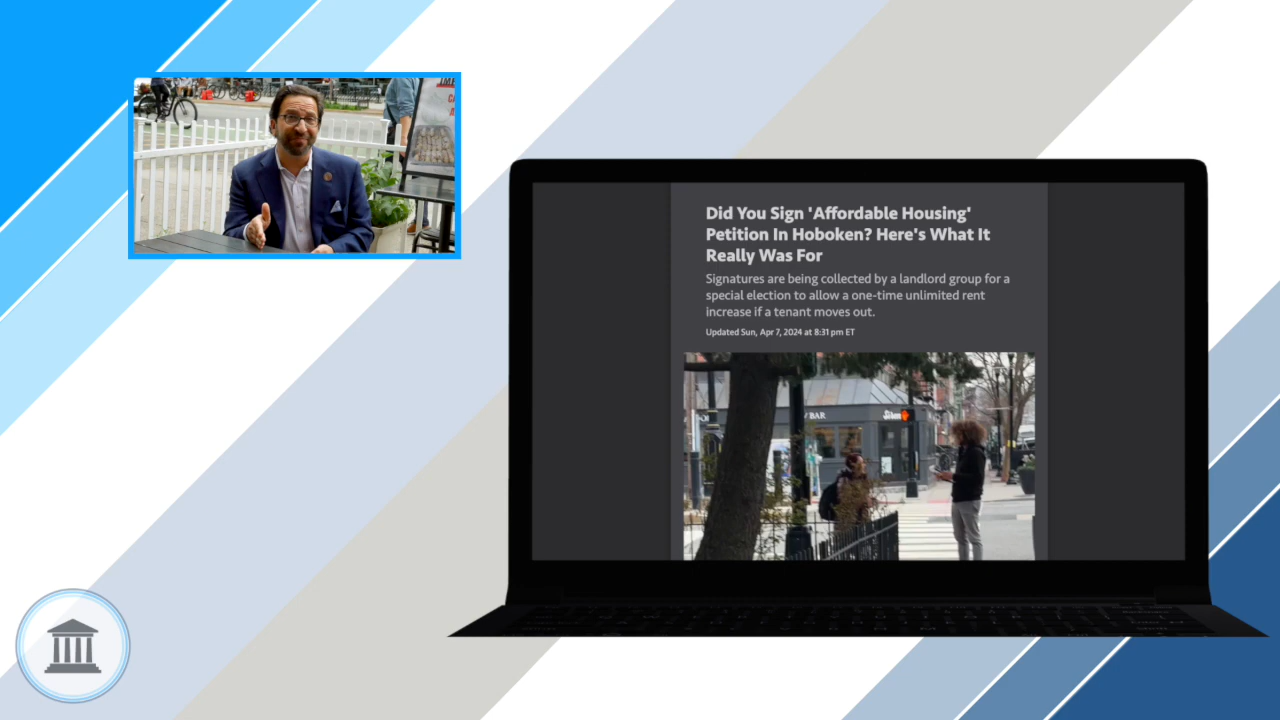 Did You Sign 'Affordable Housing'
Petition In Hoboken? Here's What It
Really Was For
Signatures are being collected by a landlord group for a
special election to allow a one-time unlimited rent
increase if a tenant moves out.
Updated Sun, Apr 7, 2024 at 8:31 pm ET
BAR